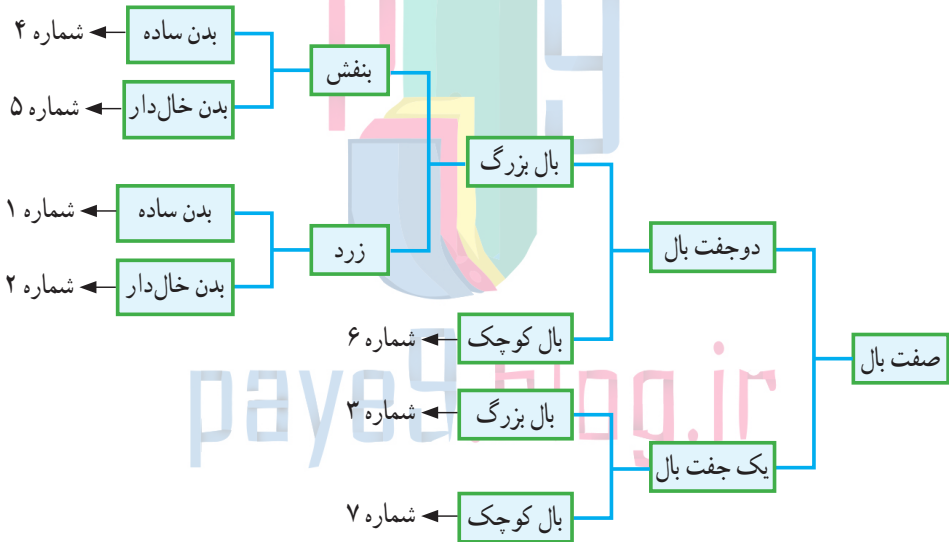 صفت بال
دوجفت بال
یک جفت بال
بال بزرگ
بال کوچک
شماره ۶
بال بزرگ
شماره ۳
بال کوچک
شماره ۷
بنفش
زرد
بدن ساده
شماره ۴
بدن خال‌دار
شماره ۵
بدن ساده
شماره ۱
بدن خال‌دار
شماره ۲
paye9blog.ir